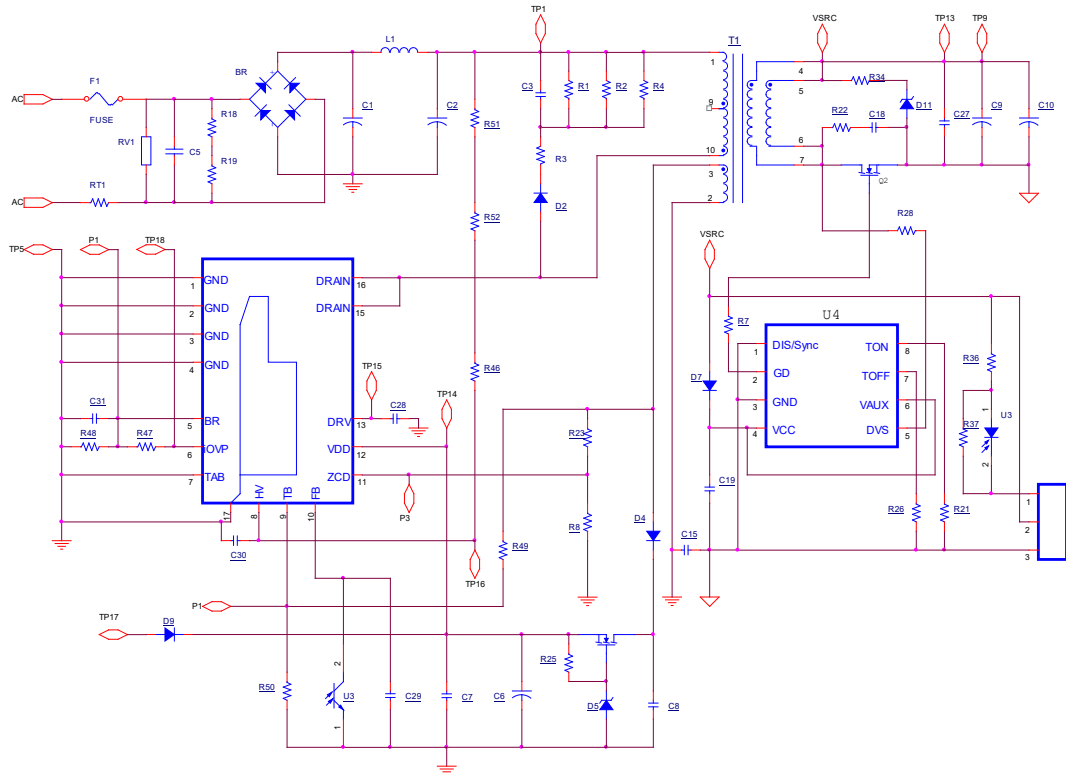 TP1
VSRC
TP13
TP9
L1
T1
1
4
BR
R34
F1
C3
R1
R2
R4
5
AC
9
D11
FUSE
C1
C2
R22
C18
C27
C9
C10
R18
R51
RV1
C5
6
R3
10
7
R19
3
Q2
RT1
D2
2
AC
R28
R52
TP5
P1
TP18
VSRC
GND
DRAIN
16
1
GND
DRAIN
15
2
U4
R7
GND
3
DIS/Sync
TON
1
8
R36
GND
4
TP15
R46
D7
GD
TOFF
2
7
C31
TP14
GND
VAUX
3
6
1
U3
C28
BR
DRV
5
13
R48
R47
R23
R37
VCC
DVS
4
5
iOVP
VDD
6
12
2
TAB
ZCD
7
11
C19
HV
TB
FB
1
P3
R26
R21
17
8
9
10
R8
D4
2
R49
C30
C15
3
TP16
P1
TP17
D9
R25
2
R50
U3
C29
C7
C6
D5
C8
1